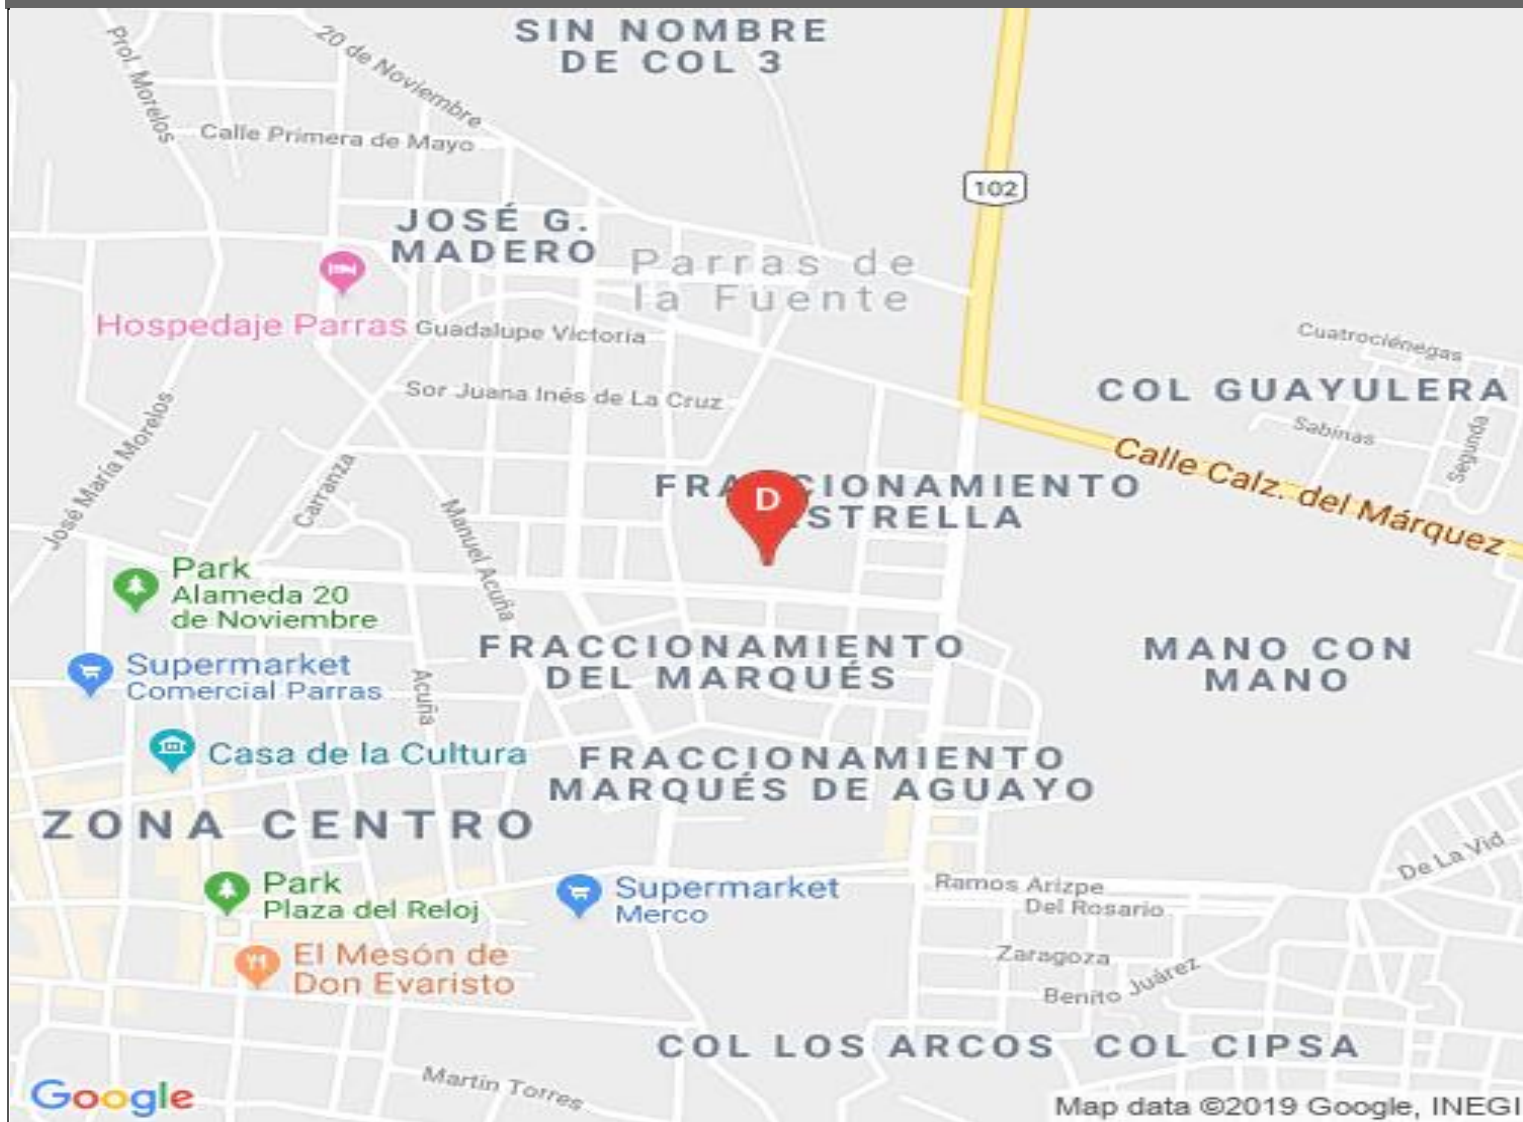 SIN NOMBRE
DE COL 3
Prol. Morelos
20 de Noviembre
Calle Primera de Mayo
102
JOSÉ G.
MADERO
Parras de
la Fuente
Hospedaje Parras
Guadalupe Victoria
Cuatrociénegas
Sor Juana Inés de La Cruz
COL GUAYULERA
Sabinas
Segunda
José María Morelos
Carranza
Manuel Acuña
Calle Calz. del Márquez
D
Park
Alameda 20
de Noviembre
FRACCIONAMIENTO
DEL MARQUÉS
MANO CON
MANO
Supermarket
Comercial Parras
Acuña
Casa de la Cultura
FRACCIONAMIENTO
MARQUÉS DE AGUAYO
ZONA CENTRO
De La Vid
Park
Plaza del Reloj
Supermarket
Merco
Ramos Arizpe
Del Rosario
El Mesón de
Don Evaristo
Zaragoza
Benito Juárez
COL LOS ARCOS
COL CIPSA
Martin Torres
Google
Map data ©2019 Google, INEGI